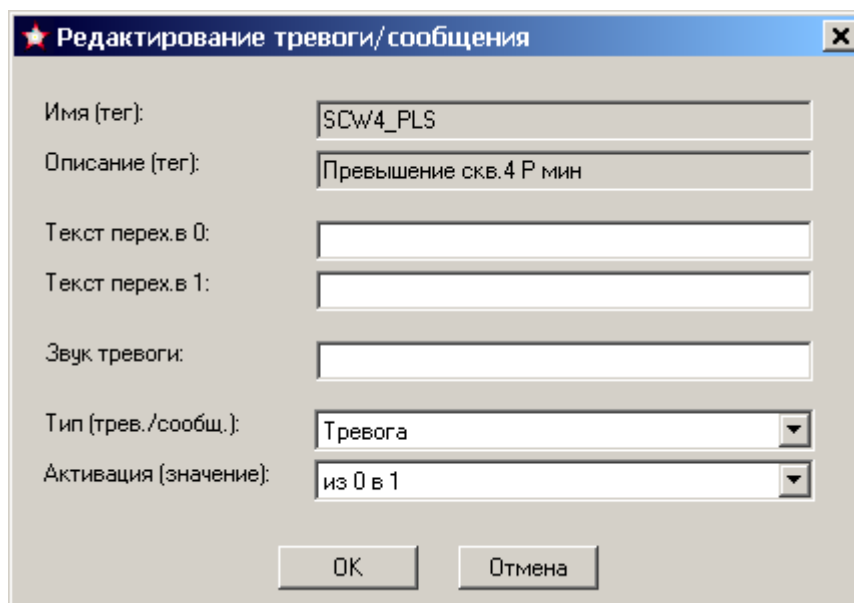 Редактирование тревоги/сообщения
Имя (тег):
SCW4_PLS
Описание (тег):
Превышение скв.4 Р мин
Текст перех.в 0:
Текст перех.в 1:
Звук тревоги:
Тип (трев./сообщ.):
Тревога
Активация (значение):
из 0 в 1
OK
Отмена